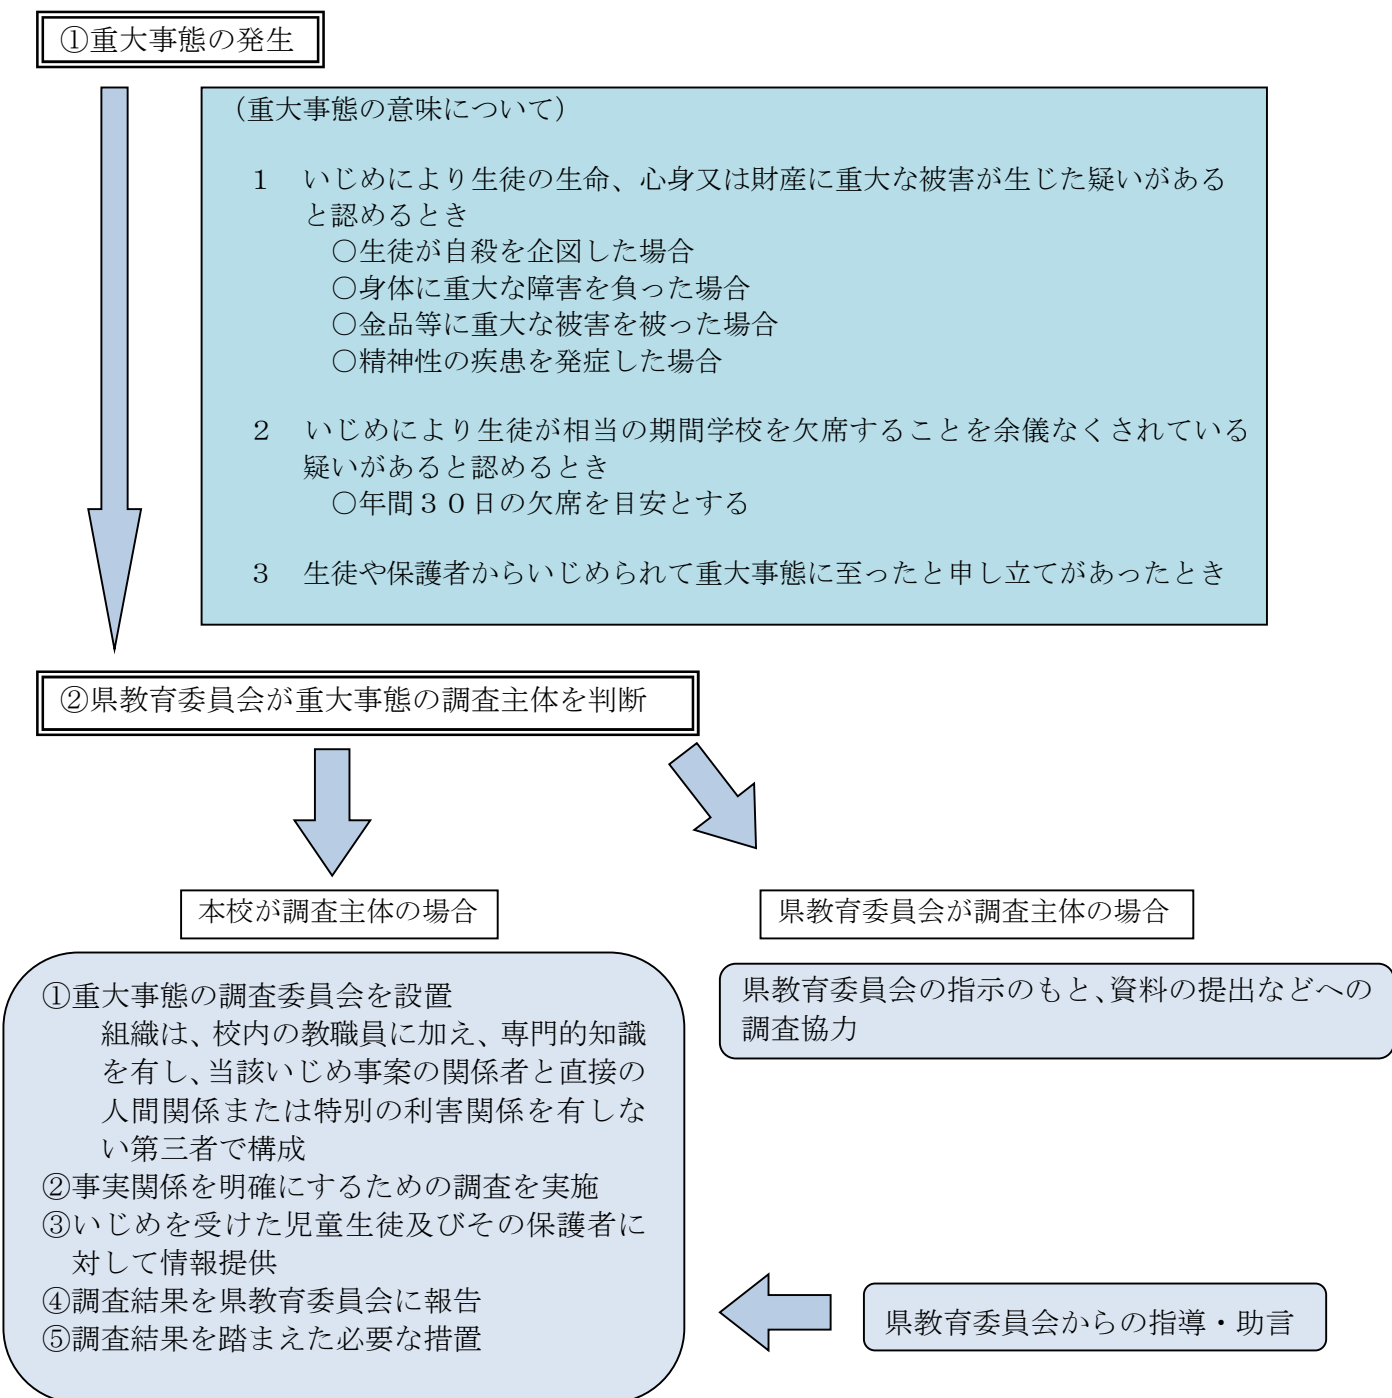 ①重大事態の発生
（重大事態の意味について）
１　いじめにより生徒の生命、心身又は財産に重大な被害が生じた疑いがある
と認めるとき
○生徒が自殺を企図した場合
○身体に重大な障害を負った場合
○金品等に重大な被害を被った場合
○精神性の疾患を発症した場合
２　いじめにより生徒が相当の期間学校を欠席することを余儀なくされている
疑いがあると認めるとき
○年間３０日の欠席を目安とする
３　生徒や保護者からいじめられて重大事態に至ったと申し立てがあったとき
②県教育委員会が重大事態の調査主体を判断
本校が調査主体の場合
①重大事態の調査委員会を設置
組織は、校内の教職員に加え、専門的知識
を有し、当該いじめ事案の関係者と直接の
人間関係または特別の利害関係を有しな
い第三者で構成
②事実関係を明確にするための調査を実施
③いじめを受けた児童生徒及びその保護者に
対して情報提供
④調査結果を県教育委員会に報告
⑤調査結果を踏まえた必要な措置
県教育委員会が調査主体の場合
県教育委員会の指示のもと、資料の提出などへの
調査協力
県教育委員会からの指導・助言